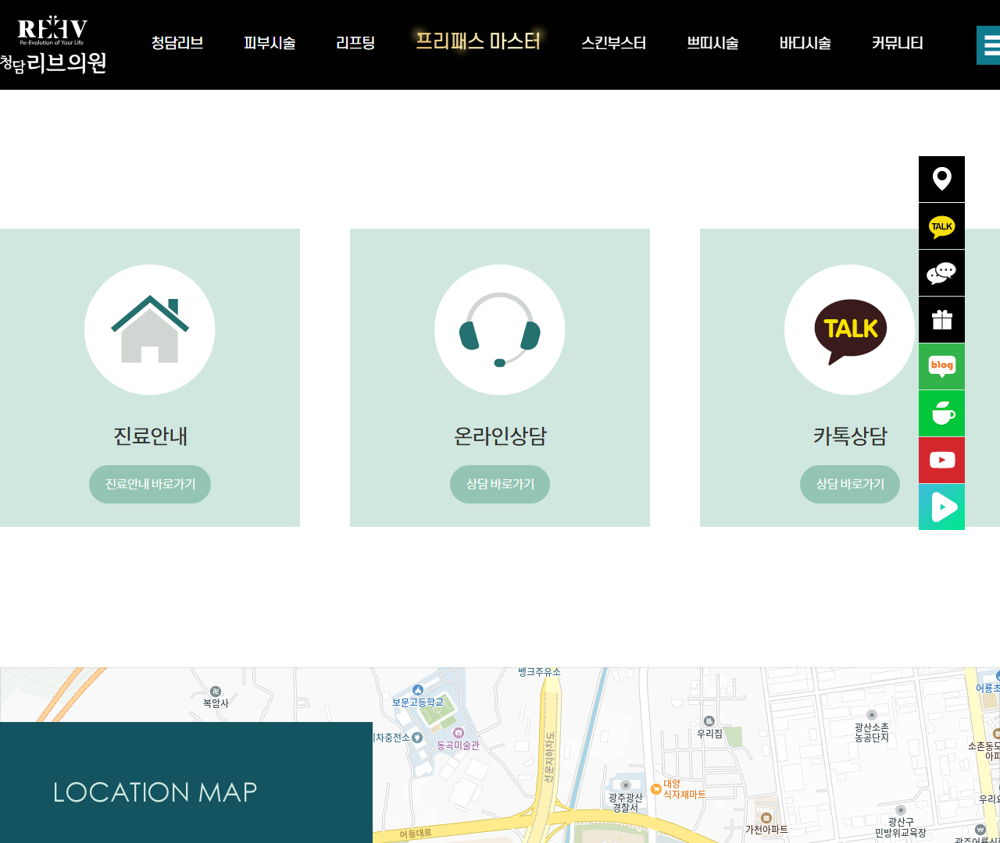 REEV
Re-Evolution of Your Life
청담리브의원
청담리브
피부시술
리프팅
프리패스 마스터
스킨부스터
쁘띠시술
바디시술
커뮤니티
TALK
blog
TALK
진료안내
온라인상담
카톡상담
진료안내 바로가기
상담 바로가기
상담 바로가기
뱅크주유소
복암사
보문고등학교
어룡초
광산소촌
농공단지
우리집
차충전소
동곡미술관
소촌동모
아파
선운지하차도
대양
식자재마트
LOCATION MAP
광주광산
경찰서
우리요
가천아파트
광산구
민방위교육장
어등대로
광주어룡신협